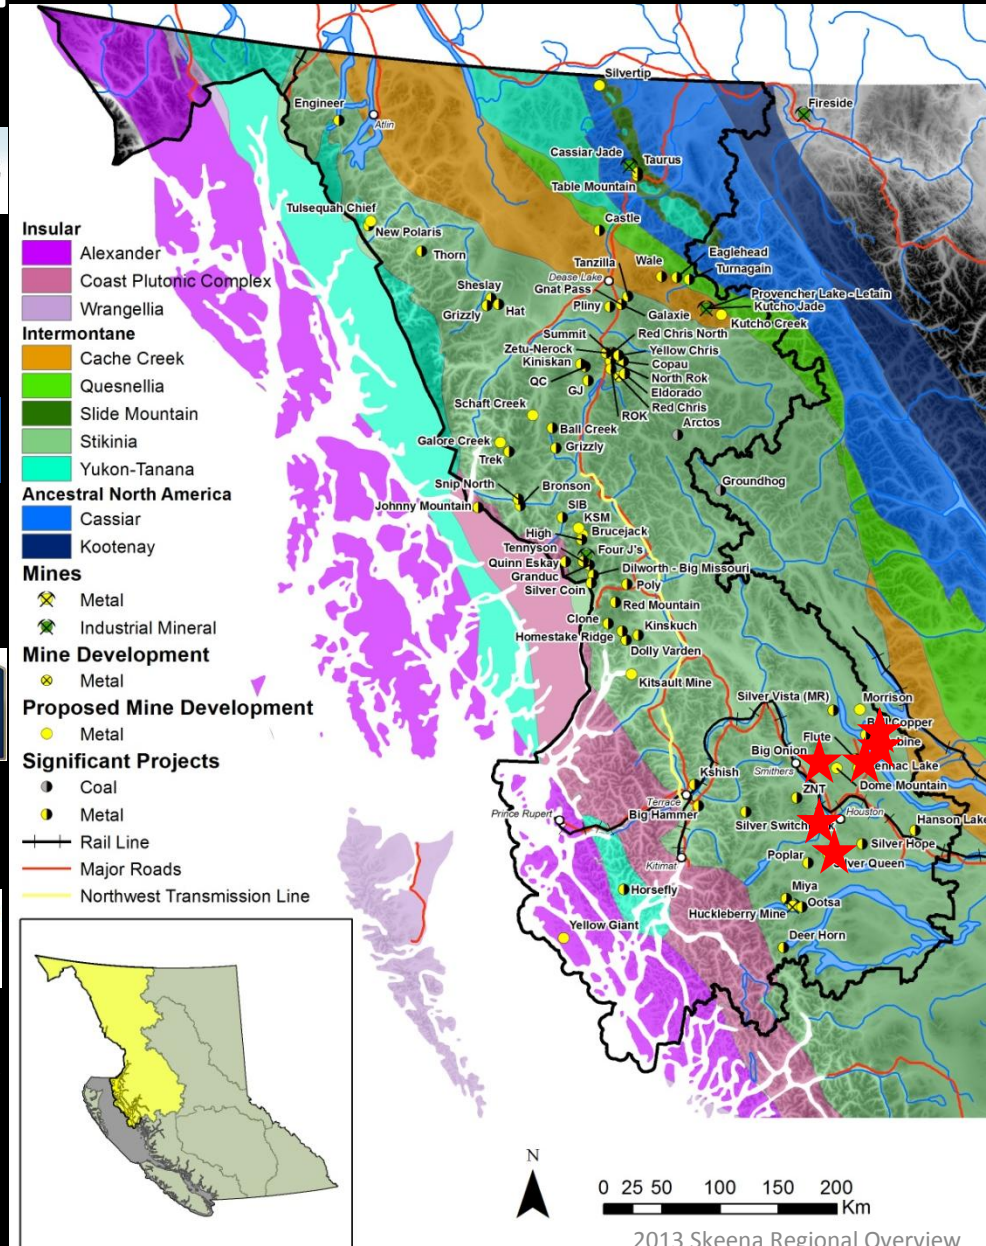 Silvertip
Fireside
Engineer
Atlin
Cassiar Jade
Taurus
Table Mountain
Tulsequah Chief
New Polaris
Castle
Thorn
Tanzilla
Wale
Eaglehead
Turnagain
Dease Lake
Gnat Pass
Sheslay
Provencher Lake - Letain
Kutcho Jade
Grizzly
Hat
Pliny
Galaxie
Kutcho Creek
Summit
Red Chris North
Zetu-Nerock
Yellow Chris
Kiniskan
Copau
QC
North Rok
GJ
Eldorado
Red Chris
Schaft Creek
ROK
Arctos
Ball Creek
Galore Creek
Grizzly
Trek
Snip North
Bronson
Groundhog
Johnny Mountain
SIB
KSM
High
Brucejack
Tennyson
Four J's
Quinn Eskay
Dilworth - Big Missouri
Granduc
Silver Coin
Poly
Red Mountain
Clone
Kinskuch
Homestake Ridge
Dolly Varden
Kitsault Mine
Silver Vista (MR)
Morrison
Copper
Flute
Big Onion
Smithers
Lake
Dome Mountain
Kshish
ZNT
Terrace
Houston
Prince Rupert
Big Hammer
Hanson Lake
Silver
Silver Hope
Kitimat
Poplar
Queen
Horsefly
Miya
Ootsa
Huckleberry Mine
Yellow Giant
Deer Horn
Insular
Alexander
Coast Plutonic Complex
Wrangellia
Intermontane
Cache Creek
Quesnellia
Slide Mountain
Stikinia
Yukon-Tanana
Ancestral North America
Cassiar
Kootenay
Mines
Metal
Industrial Mineral
Mine Development
Metal
Proposed Mine Development
Metal
Significant Projects
Coal
Metal
Rail Line
Major Roads
Northwest Transmission Line
N
0 25 50 100 150 200
Km
2013 Skeena Regional Overview